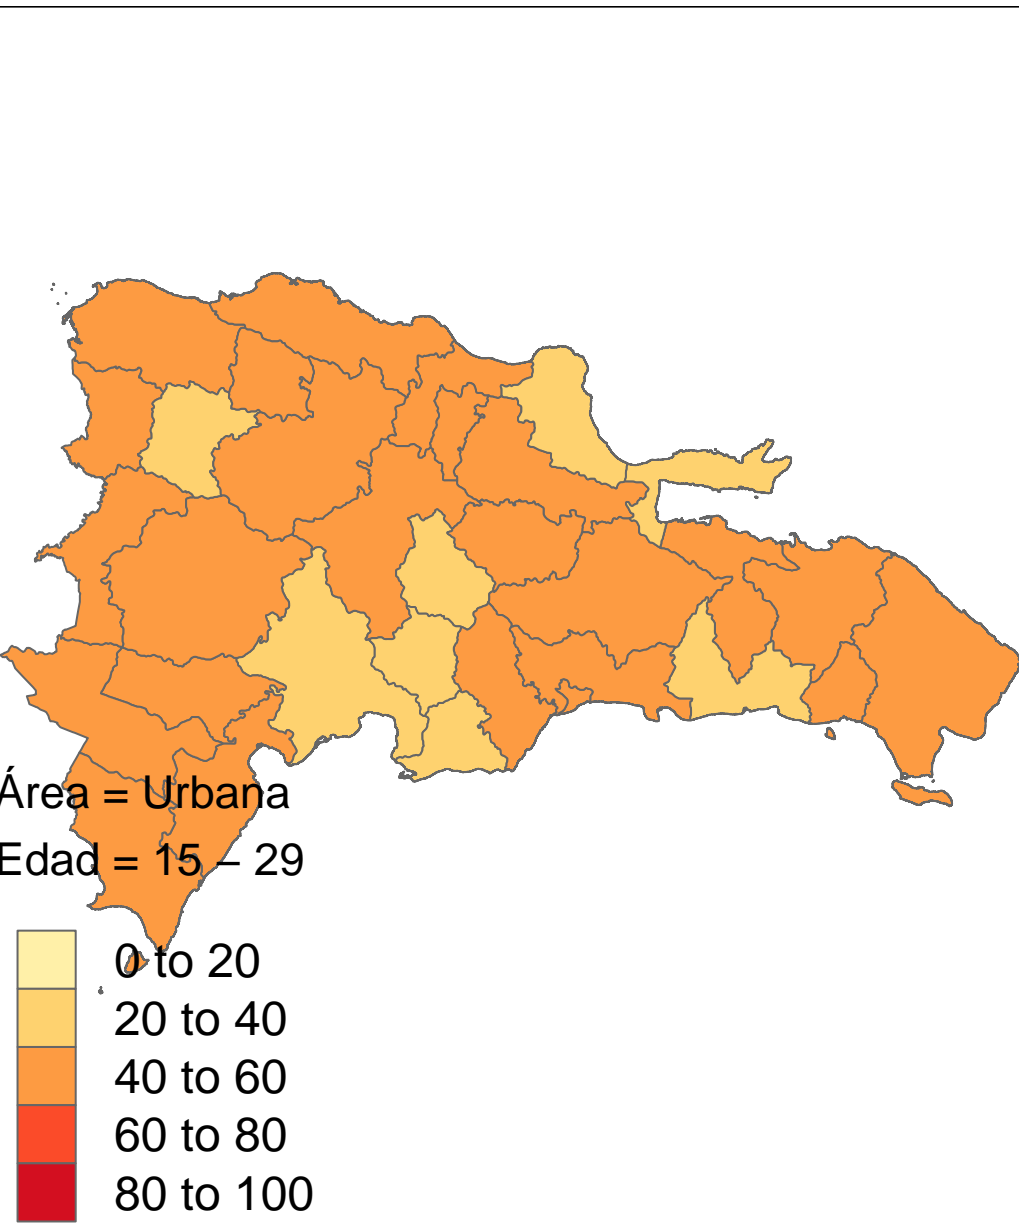 Área = Urbana
Edad = 15 – 29
0 to 20
20 to 40
40 to 60
60 to 80
80 to 100